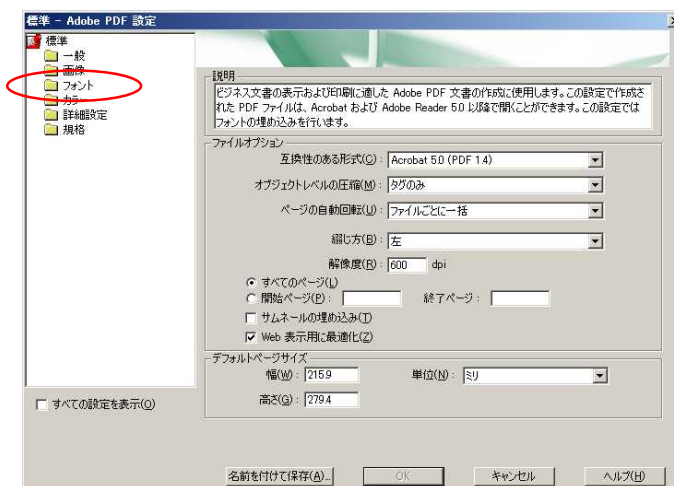 標準 - Adobe PDF 設定
標準
一般
画像
フォント
カラー
詳細設定
規格
説明
ビジネス文書の表示および印刷に適した Adobe PDF 文書の作成に使用します。この設定で作成さ
れた PDF ファイルは、Acrobat および Adobe Reader 5.0 以降で開くことができます。この設定では
フォントの埋め込みを行います。
ファイルオプション
互換性のある形式(C): Acrobat 5.0 (PDF 1.4)
オブジェクトレベルの圧縮(M): タグのみ
ページの自動回転(U): ファイルごとに一括
綴じ方(B): 左
解像度(R): 600 dpi
すべてのページ(L)
開始ページ(P): 終了ページ:
サムネールの埋め込み(T)
Web 表示用に最適化(Z)
デフォルトページサイズ
幅(W): 215.9 単位(N): ミリ
高さ(G): 279.4
すべての設定を表示(O)
名前を付けて保存(A)... OK キャンセル ヘルプ(H)